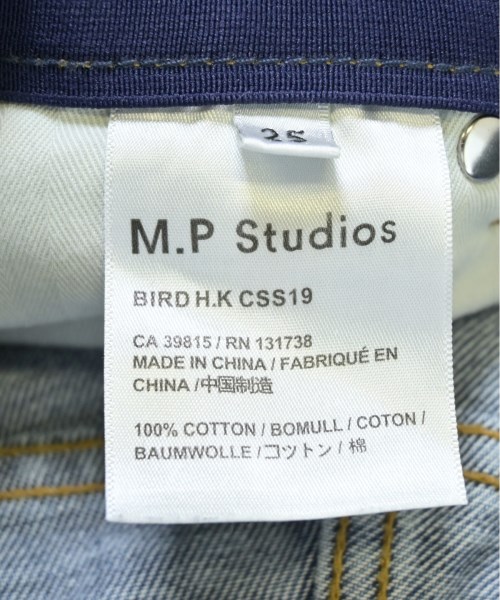 25
M.P Studios
BIRD H.K CSS19
CA 39815 / RN 131738
MADE IN CHINA / FABRIQUÉ EN
CHINA /中国制造
100% COTTON / BOMULL / COTON /
BAUMWOLLE / コットン / 棉